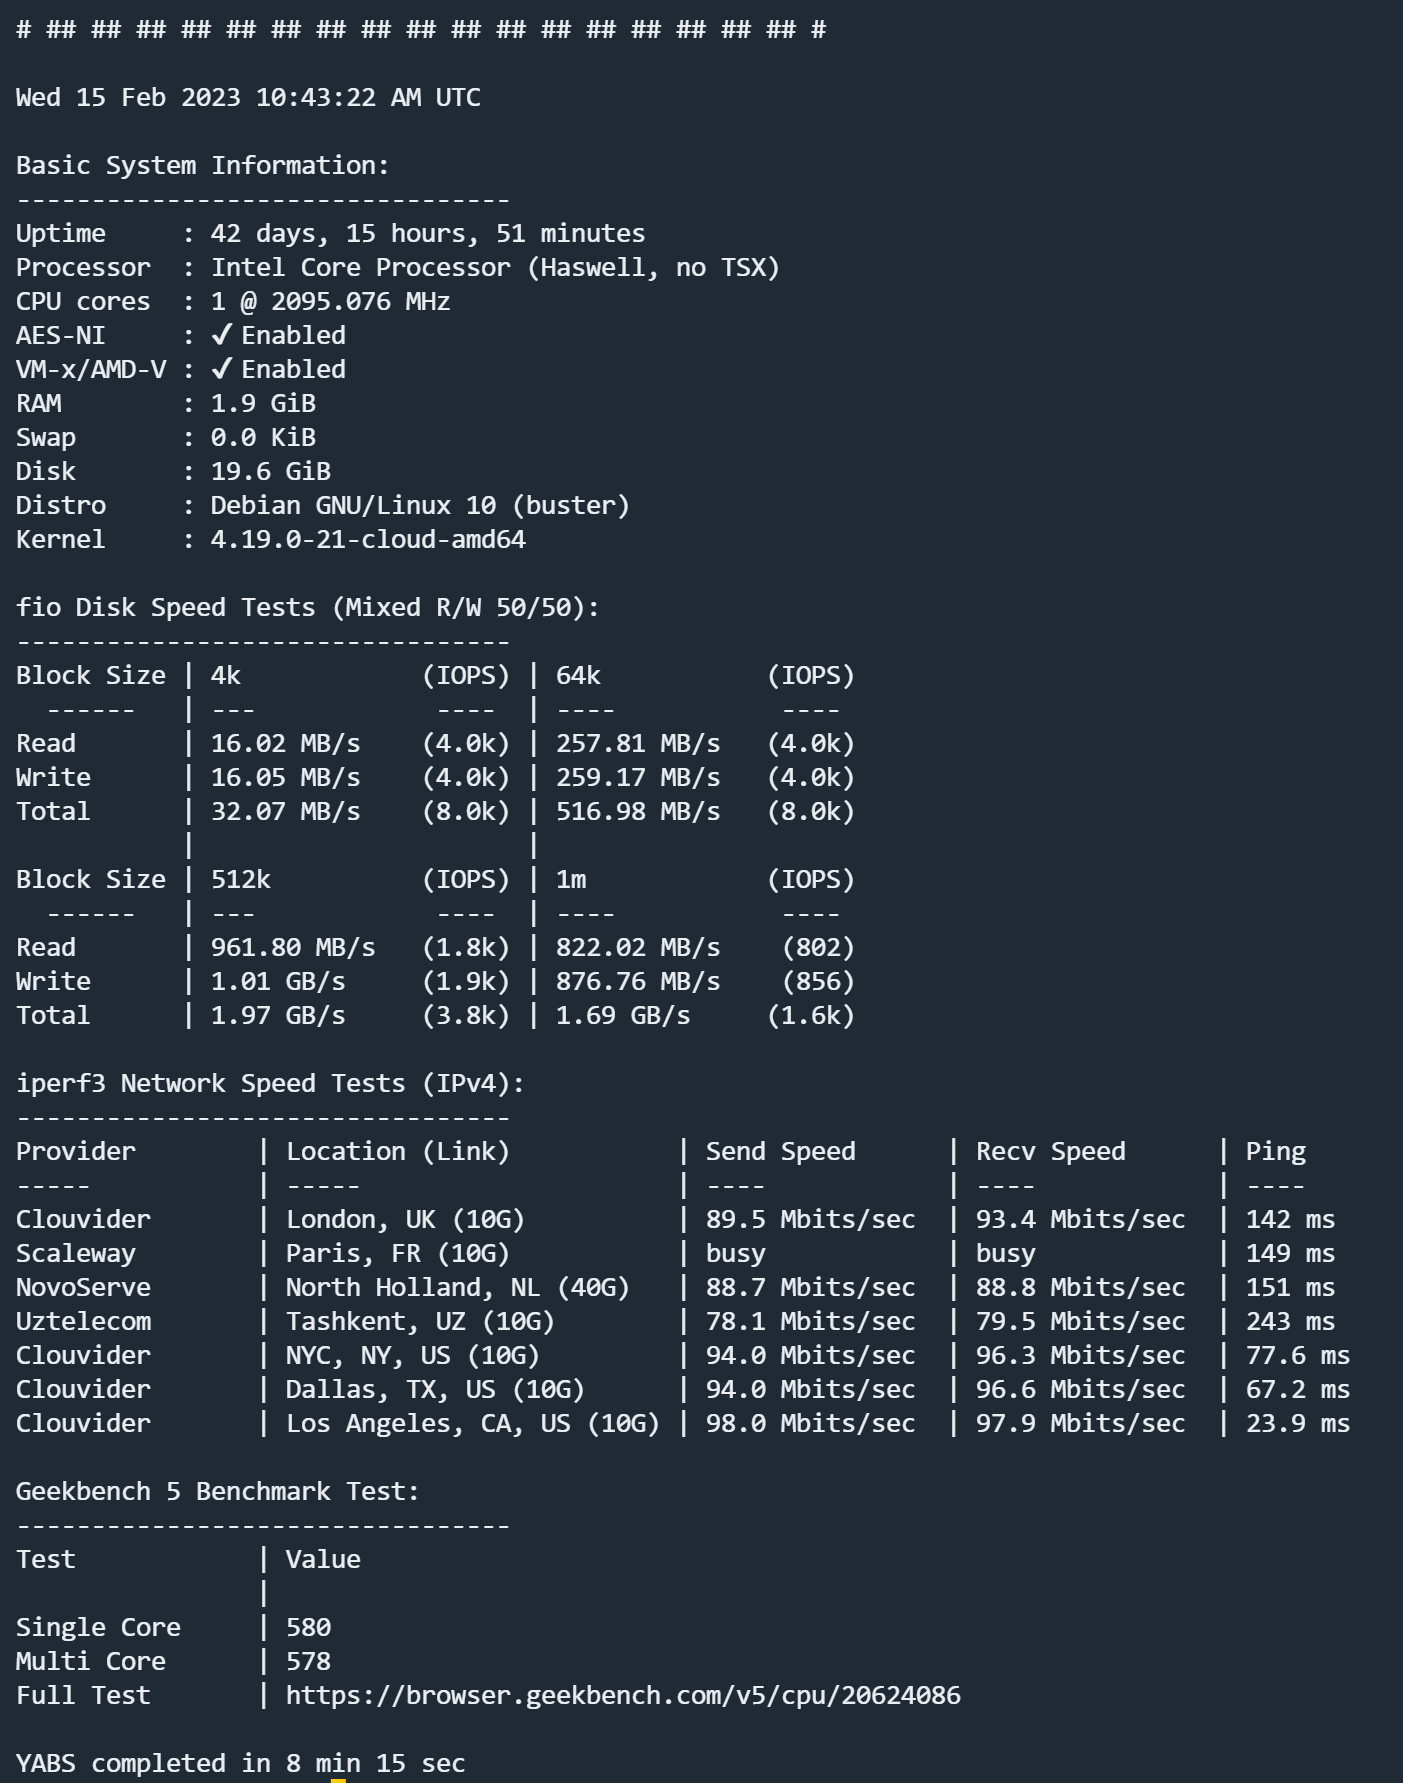 # ## ## ## ## ## ## ## ## ## ## ## ## ## ## ## ## ## #
Wed 15 Feb 2023 10:43:22 AM UTC
Basic System Information:
---------------------------------
Uptime     : 42 days, 15 hours, 51 minutes
Processor  : Intel Core Processor (Haswell, no TSX)
CPU cores  : 1 @ 2095.076 MHz
AES-NI     : ✔ Enabled
VM-x/AMD-V : ✔ Enabled
RAM        : 1.9 GiB
Swap       : 0.0 KiB
Disk       : 19.6 GiB
Distro     : Debian GNU/Linux 10 (buster)
Kernel     : 4.19.0-21-cloud-amd64
fio Disk Speed Tests (Mixed R/W 50/50):
---------------------------------
Block Size | 4k            (IOPS) | 64k           (IOPS)
  ------   | ---            ----  | ----           ----
Read       | 16.02 MB/s    (4.0k) | 257.81 MB/s   (4.0k)
Write      | 16.05 MB/s    (4.0k) | 259.17 MB/s   (4.0k)
Total      | 32.07 MB/s    (8.0k) | 516.98 MB/s   (8.0k)
           |                      |
Block Size | 512k          (IOPS) | 1m            (IOPS)
  ------   | ---            ----  | ----           ----
Read       | 961.80 MB/s   (1.8k) | 822.02 MB/s    (802)
Write      | 1.01 GB/s     (1.9k) | 876.76 MB/s    (856)
Total      | 1.97 GB/s     (3.8k) | 1.69 GB/s     (1.6k)
iperf3 Network Speed Tests (IPv4):
---------------------------------
Provider        | Location (Link)           | Send Speed      | Recv Speed      | Ping
-----           | -----                     | ----            | ----            | ----
Clouvider       | London, UK (10G)          | 89.5 Mbits/sec  | 93.4 Mbits/sec  | 142 ms
Scaleway        | Paris, FR (10G)           | busy            | busy            | 149 ms
NovoServe       | North Holland, NL (40G)   | 88.7 Mbits/sec  | 88.8 Mbits/sec  | 151 ms
Uztelecom       | Tashkent, UZ (10G)        | 78.1 Mbits/sec  | 79.5 Mbits/sec  | 243 ms
Clouvider       | NYC, NY, US (10G)         | 94.0 Mbits/sec  | 96.3 Mbits/sec  | 77.6 ms
Clouvider       | Dallas, TX, US (10G)      | 94.0 Mbits/sec  | 96.6 Mbits/sec  | 67.2 ms
Clouvider       | Los Angeles, CA, US (10G) | 98.0 Mbits/sec  | 97.9 Mbits/sec  | 23.9 ms
Geekbench 5 Benchmark Test:
---------------------------------
Test            | Value
                |
Single Core     | 580
Multi Core      | 578
Full Test       | https://browser.geekbench.com/v5/cpu/20624086
YABS completed in 8 min 15 sec